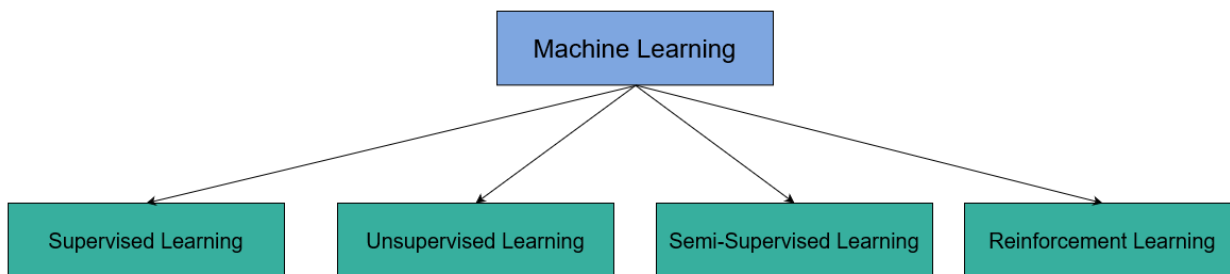 Machine Learning
Supervised Learning
Unsupervised Learning
Semi-Supervised Learning
Reinforcement Learning